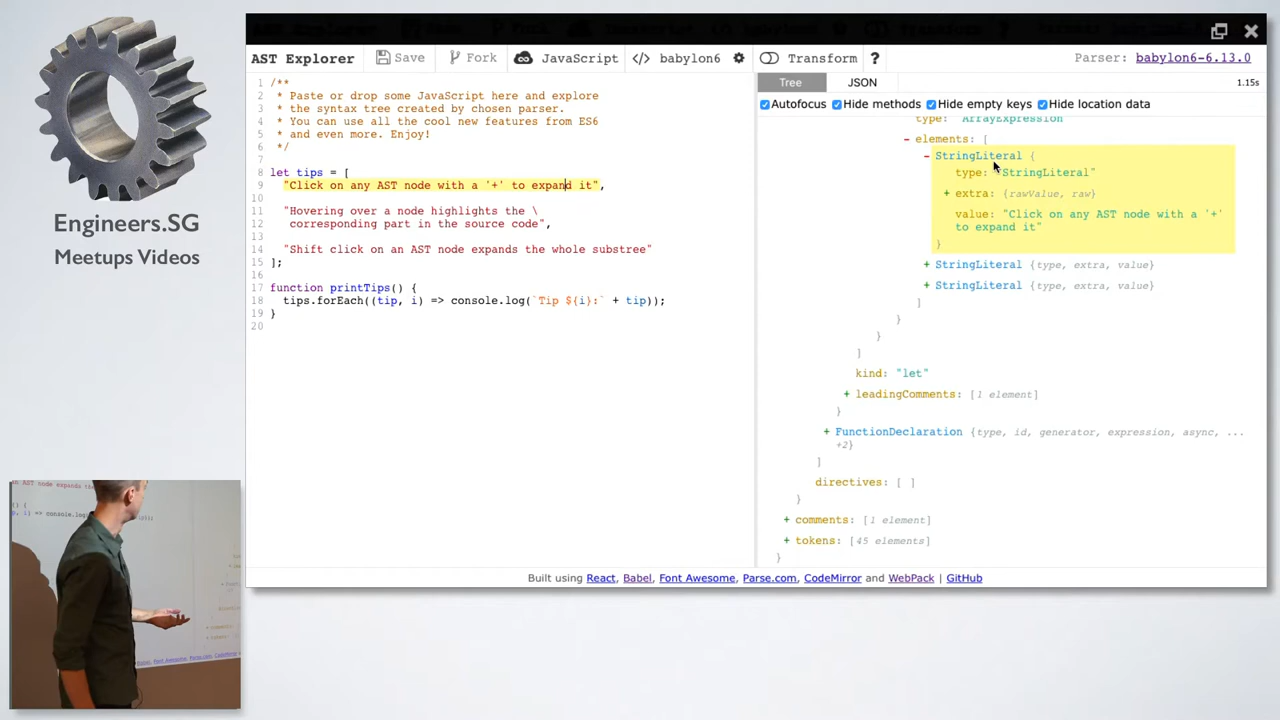 AST Explorer
Save
Fork
JavaScript
</> babylon6
Transform
?
Parser: babylon6-6.13.0
Tree
JSON
1.15s
Autofocus
Hide methods
Hide empty keys
Hide location data
1 /**
2  * Paste or drop some JavaScript here and explore
3  * the syntax tree created by chosen parser.
4  * You can use all the cool new features from ES6
5  * and even more. Enjoy!
6  */
7
8 let tips = [
9   "Click on any AST node with a '+' to expand it",
10
11   "Hovering over a node highlights the \
12    corresponding part in the source code",
13
14   "Shift click on an AST node expands the whole substree"
15 ];
16
17 function printTips() {
18   tips.forEach((tip, i) => console.log(`Tip ${i}:` + tip));
19 }
20
type: "ArrayExpression
- elements: [
- StringLiteral {
type: "StringLiteral"
+ extra: {rawValue, raw}
value: "Click on any AST node with a '+'
to expand it"
}
+ StringLiteral {type, extra, value}
+ StringLiteral {type, extra, value}
]
}
}
]
kind: "let"
+ leadingComments: [1 element]
}
+ FunctionDeclaration {type, id, generator, expression, async, ...
+2}
]
directives: [ ]
}
+ comments: [1 element]
+ tokens: [45 elements]
}
Built using React, Babel, Font Awesome, Parse.com, CodeMirror and WebPack | GitHub
Engineers.SG
Meetups Videos